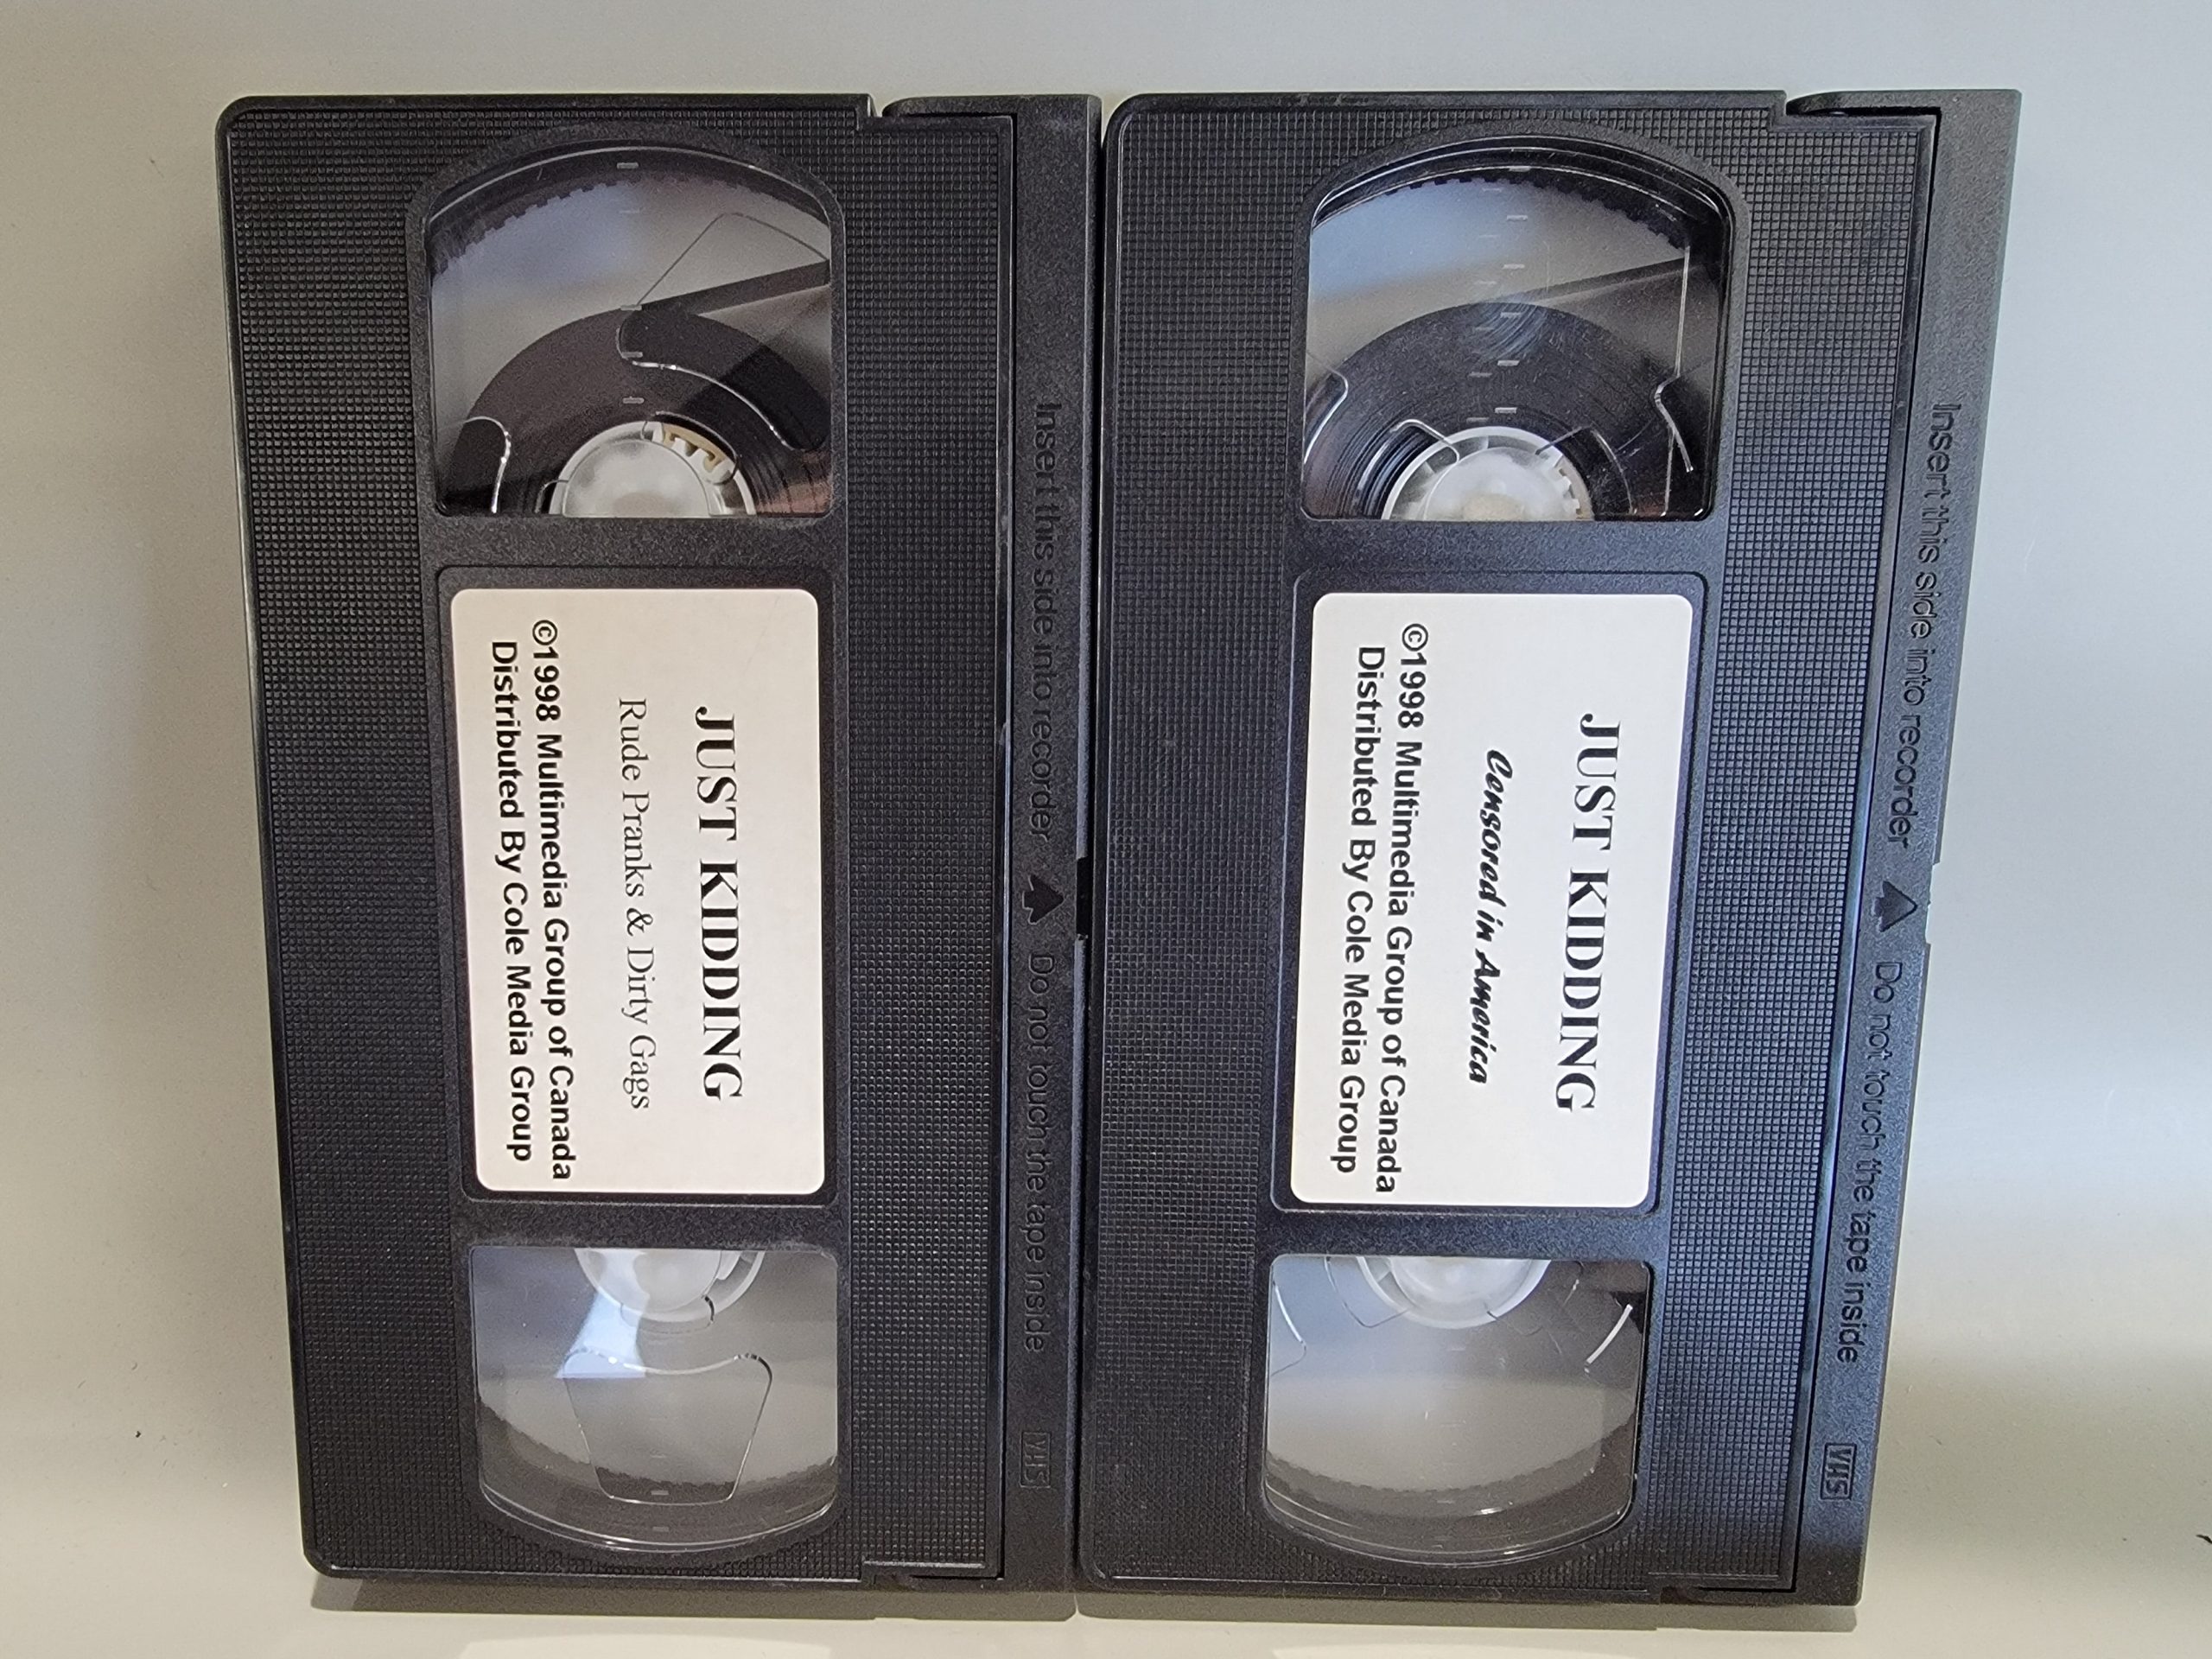 Insert this side into recorder ▲ Do not touch the tape inside VHS
JUST KIDDING
Censored in America
©1998 Multimedia Group of Canada
Distributed By Cole Media Group
Insert this side into recorder ▲ Do not touch the tape inside VHS
JUST KIDDING
Rude Pranks & Dirty Gags
©1998 Multimedia Group of Canada
Distributed By Cole Media Group